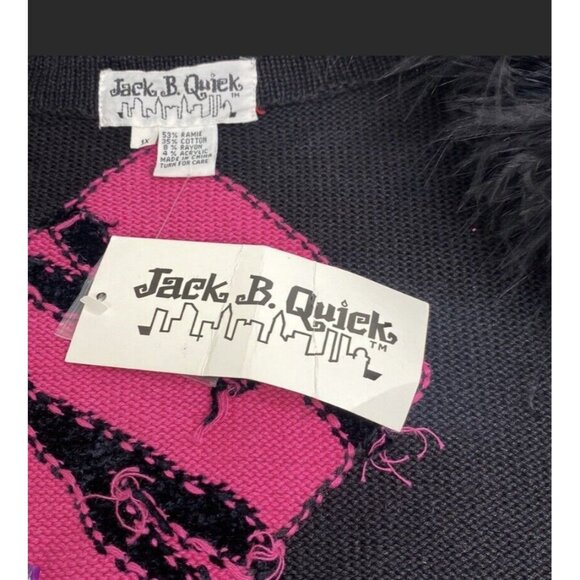 Jack B. Quick
TM
3X
53% RAMIE
35% COTTON
8% RAYON
4% ACRYLIC
MADE IN CHINA
TURN FOR CARE
Jack B. Quick
TM